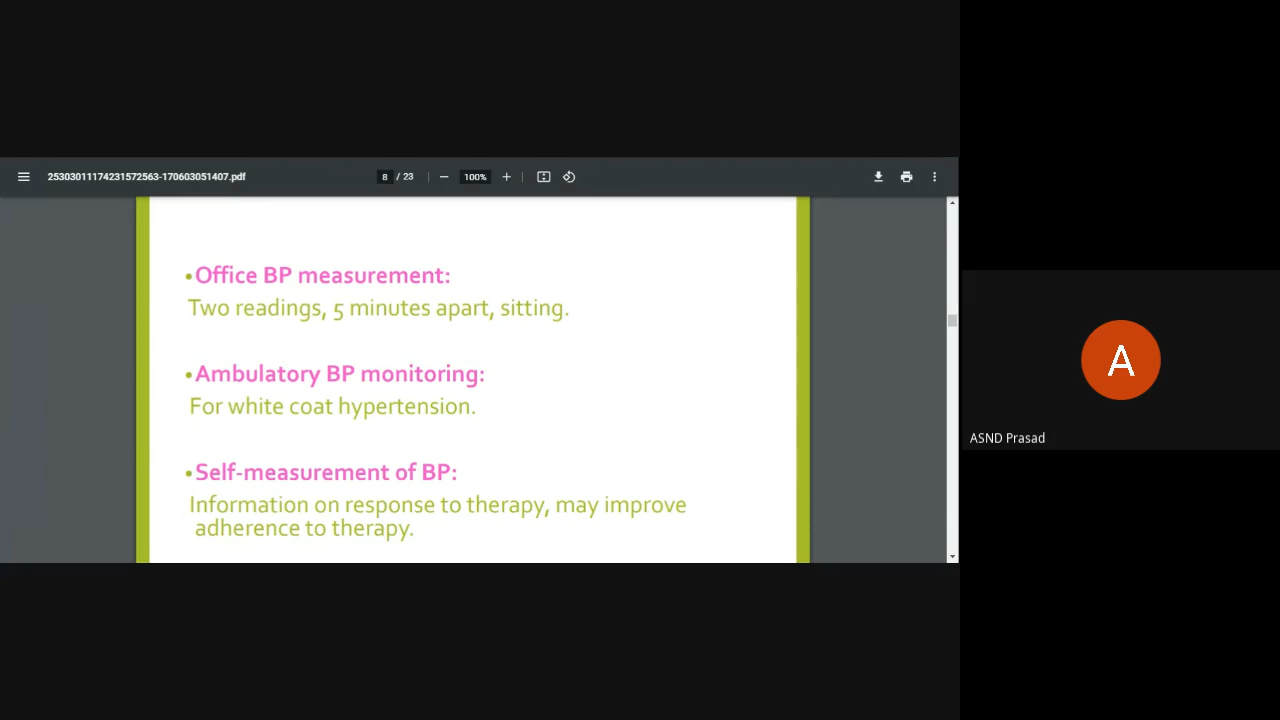 25303011174231572563-170603051407.pdf
8 / 23
100%
•Office BP measurement:
Two readings, 5 minutes apart, sitting.
•Ambulatory BP monitoring:
For white coat hypertension.
•Self-measurement of BP:
Information on response to therapy, may improve
adherence to therapy.
A
ASND Prasad